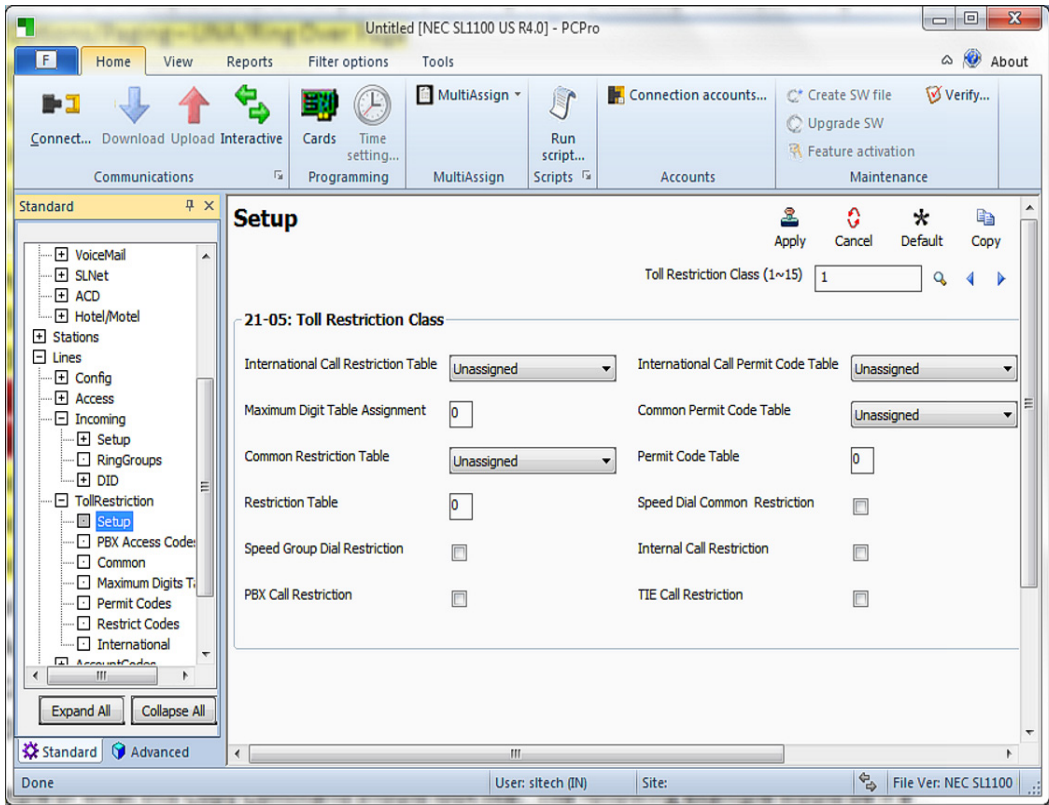 Untitled [NEC SL1100 US R4.0] - PCPro
F Home View Reports Filter options Tools About
Connect... Download Upload Interactive
Communications
Cards Time setting...
Programming
MultiAssign
MultiAssign
Run script...
Scripts
Connection accounts...
Accounts
Create SW file
Upgrade SW
Feature activation
Verify...
Maintenance
Standard
VoiceMail
SLNet
ACD
Hotel/Motel
Stations
Lines
Config
Access
Incoming
Setup
RingGroups
DID
TollRestriction
Setup
PBX Access Codes
Common
Maximum Digits Ta
Permit Codes
Restrict Codes
International
AccountCodes
Expand All Collapse All
Standard Advanced
Setup
Apply Cancel Default Copy
Toll Restriction Class (1~15) 1
21-05: Toll Restriction Class
International Call Restriction Table Unassigned International Call Permit Code Table Unassigned
Maximum Digit Table Assignment 0 Common Permit Code Table Unassigned
Common Restriction Table Unassigned Permit Code Table 0
Restriction Table 0 Speed Dial Common Restriction
Speed Group Dial Restriction Internal Call Restriction
PBX Call Restriction TIE Call Restriction
Done User: sltech (IN) Site: File Ver: NEC SL1100